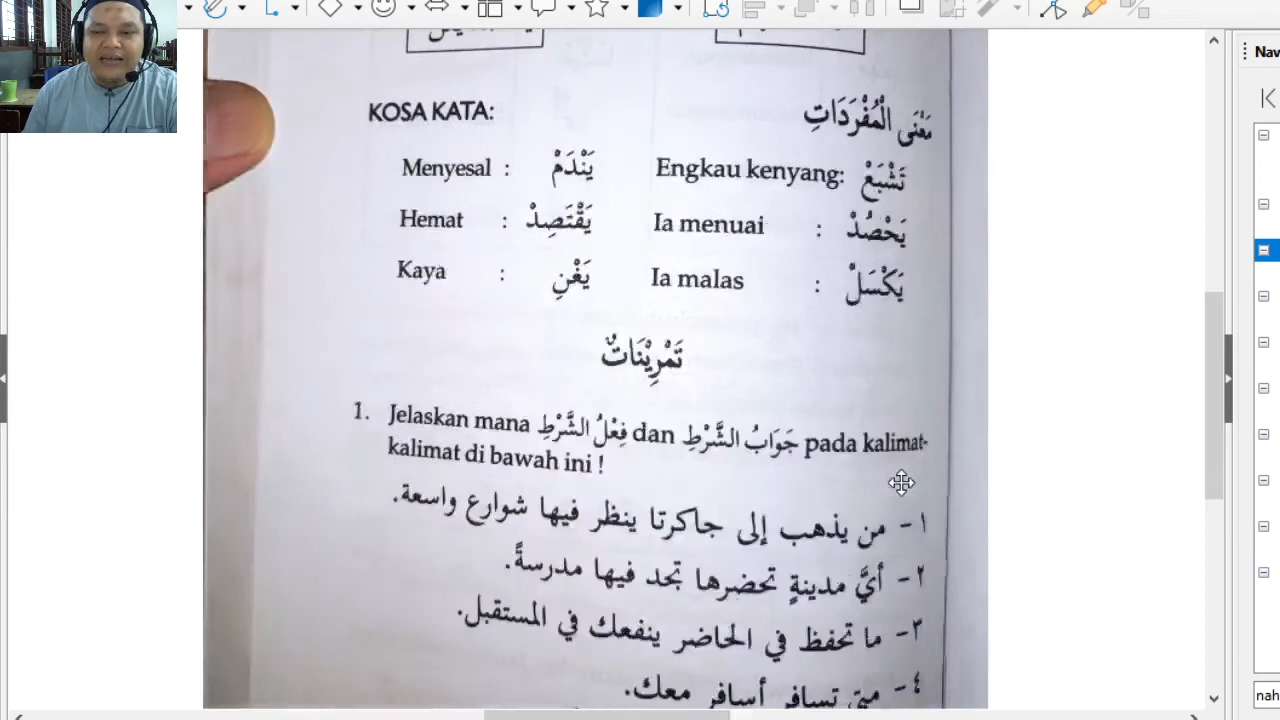 KOSA KATA: مَعْنَى الْمُفْرَدَاتِ
Menyesal : يَنْدَمْ Engkau kenyang: تَشْبَعْ
Hemat : يَقْتَصِدْ Ia menuai : يَحْصُدْ
Kaya : يَغْنِ Ia malas : يَكْسَلْ
تَمْرِيْنَاتٌ
1. Jelaskan mana فِعْلُ الشَّرْطِ dan جَوَابُ الشَّرْطِ pada kalimat-
kalimat di bawah ini !
١- من يذهب إلى جاكرتا ينظر فيها شوارع واسعة.
٢- أيَّ مدينةٍ تحضرها تجد فيها مدرسةً.
٣- ما تحفظ في الحاضر ينفعك في المستقبل.
٤- متى تسافر أسافر معك.
Nav
nah